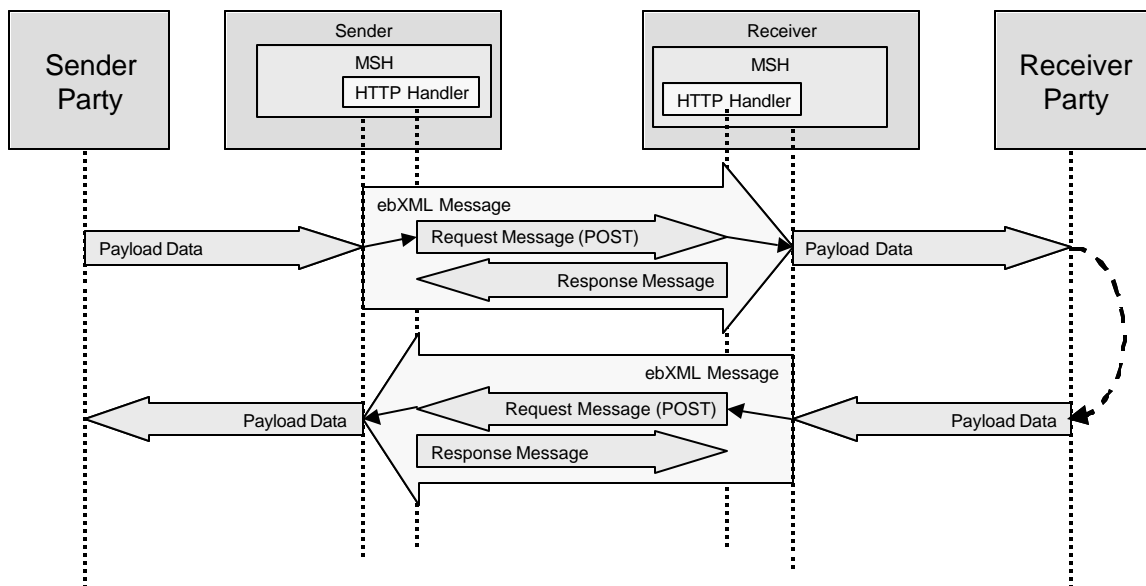 Sender
Party
Sender
MSH
HTTP Handler
Receiver
MSH
HTTP Handler
Receiver
Party
ebXML Message
Payload Data
Request Message (POST)
Payload Data
Response Message
ebXML Message
Payload Data
Request Message (POST)
Payload Data
Response Message